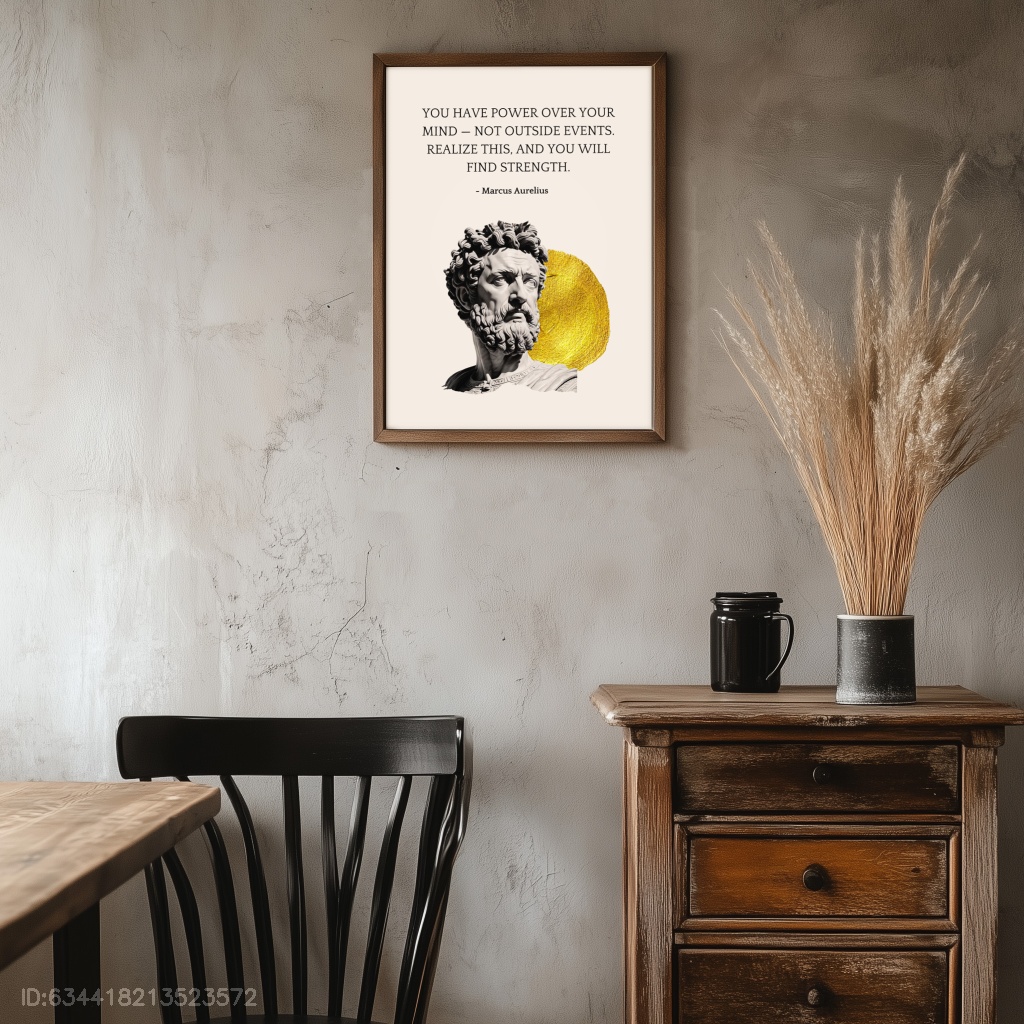 YOU HAVE POWER OVER YOUR
MIND — NOT OUTSIDE EVENTS.
REALIZE THIS, AND YOU WILL
FIND STRENGTH.
- Marcus Aurelius
ID:634418213523572